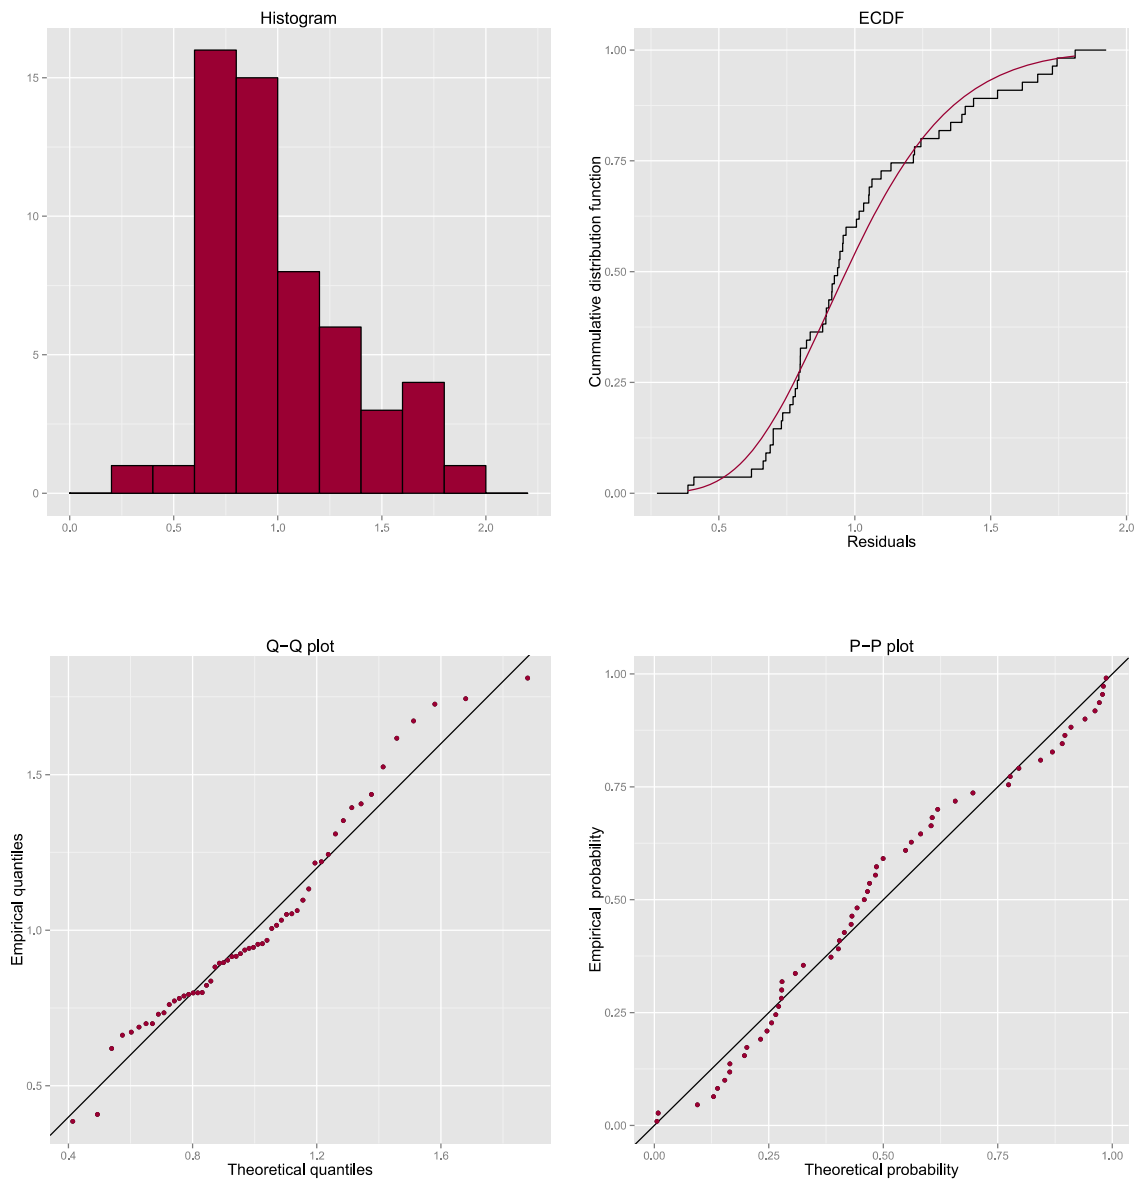 Histogram
15
10
5
0
0.0 0.5 1.0 1.5 2.0
ECDF
Cummulative distribution function
1.00
0.75
0.50
0.25
0.00
0.5 1.0 1.5 2.0
Residuals
Q−Q plot
Empirical quantiles
1.5
1.0
0.5
0.4 0.8 1.2 1.6
Theoretical quantiles
P−P plot
Empirical probability
1.00
0.75
0.50
0.25
0.00
0.00 0.25 0.50 0.75 1.00
Theoretical probability